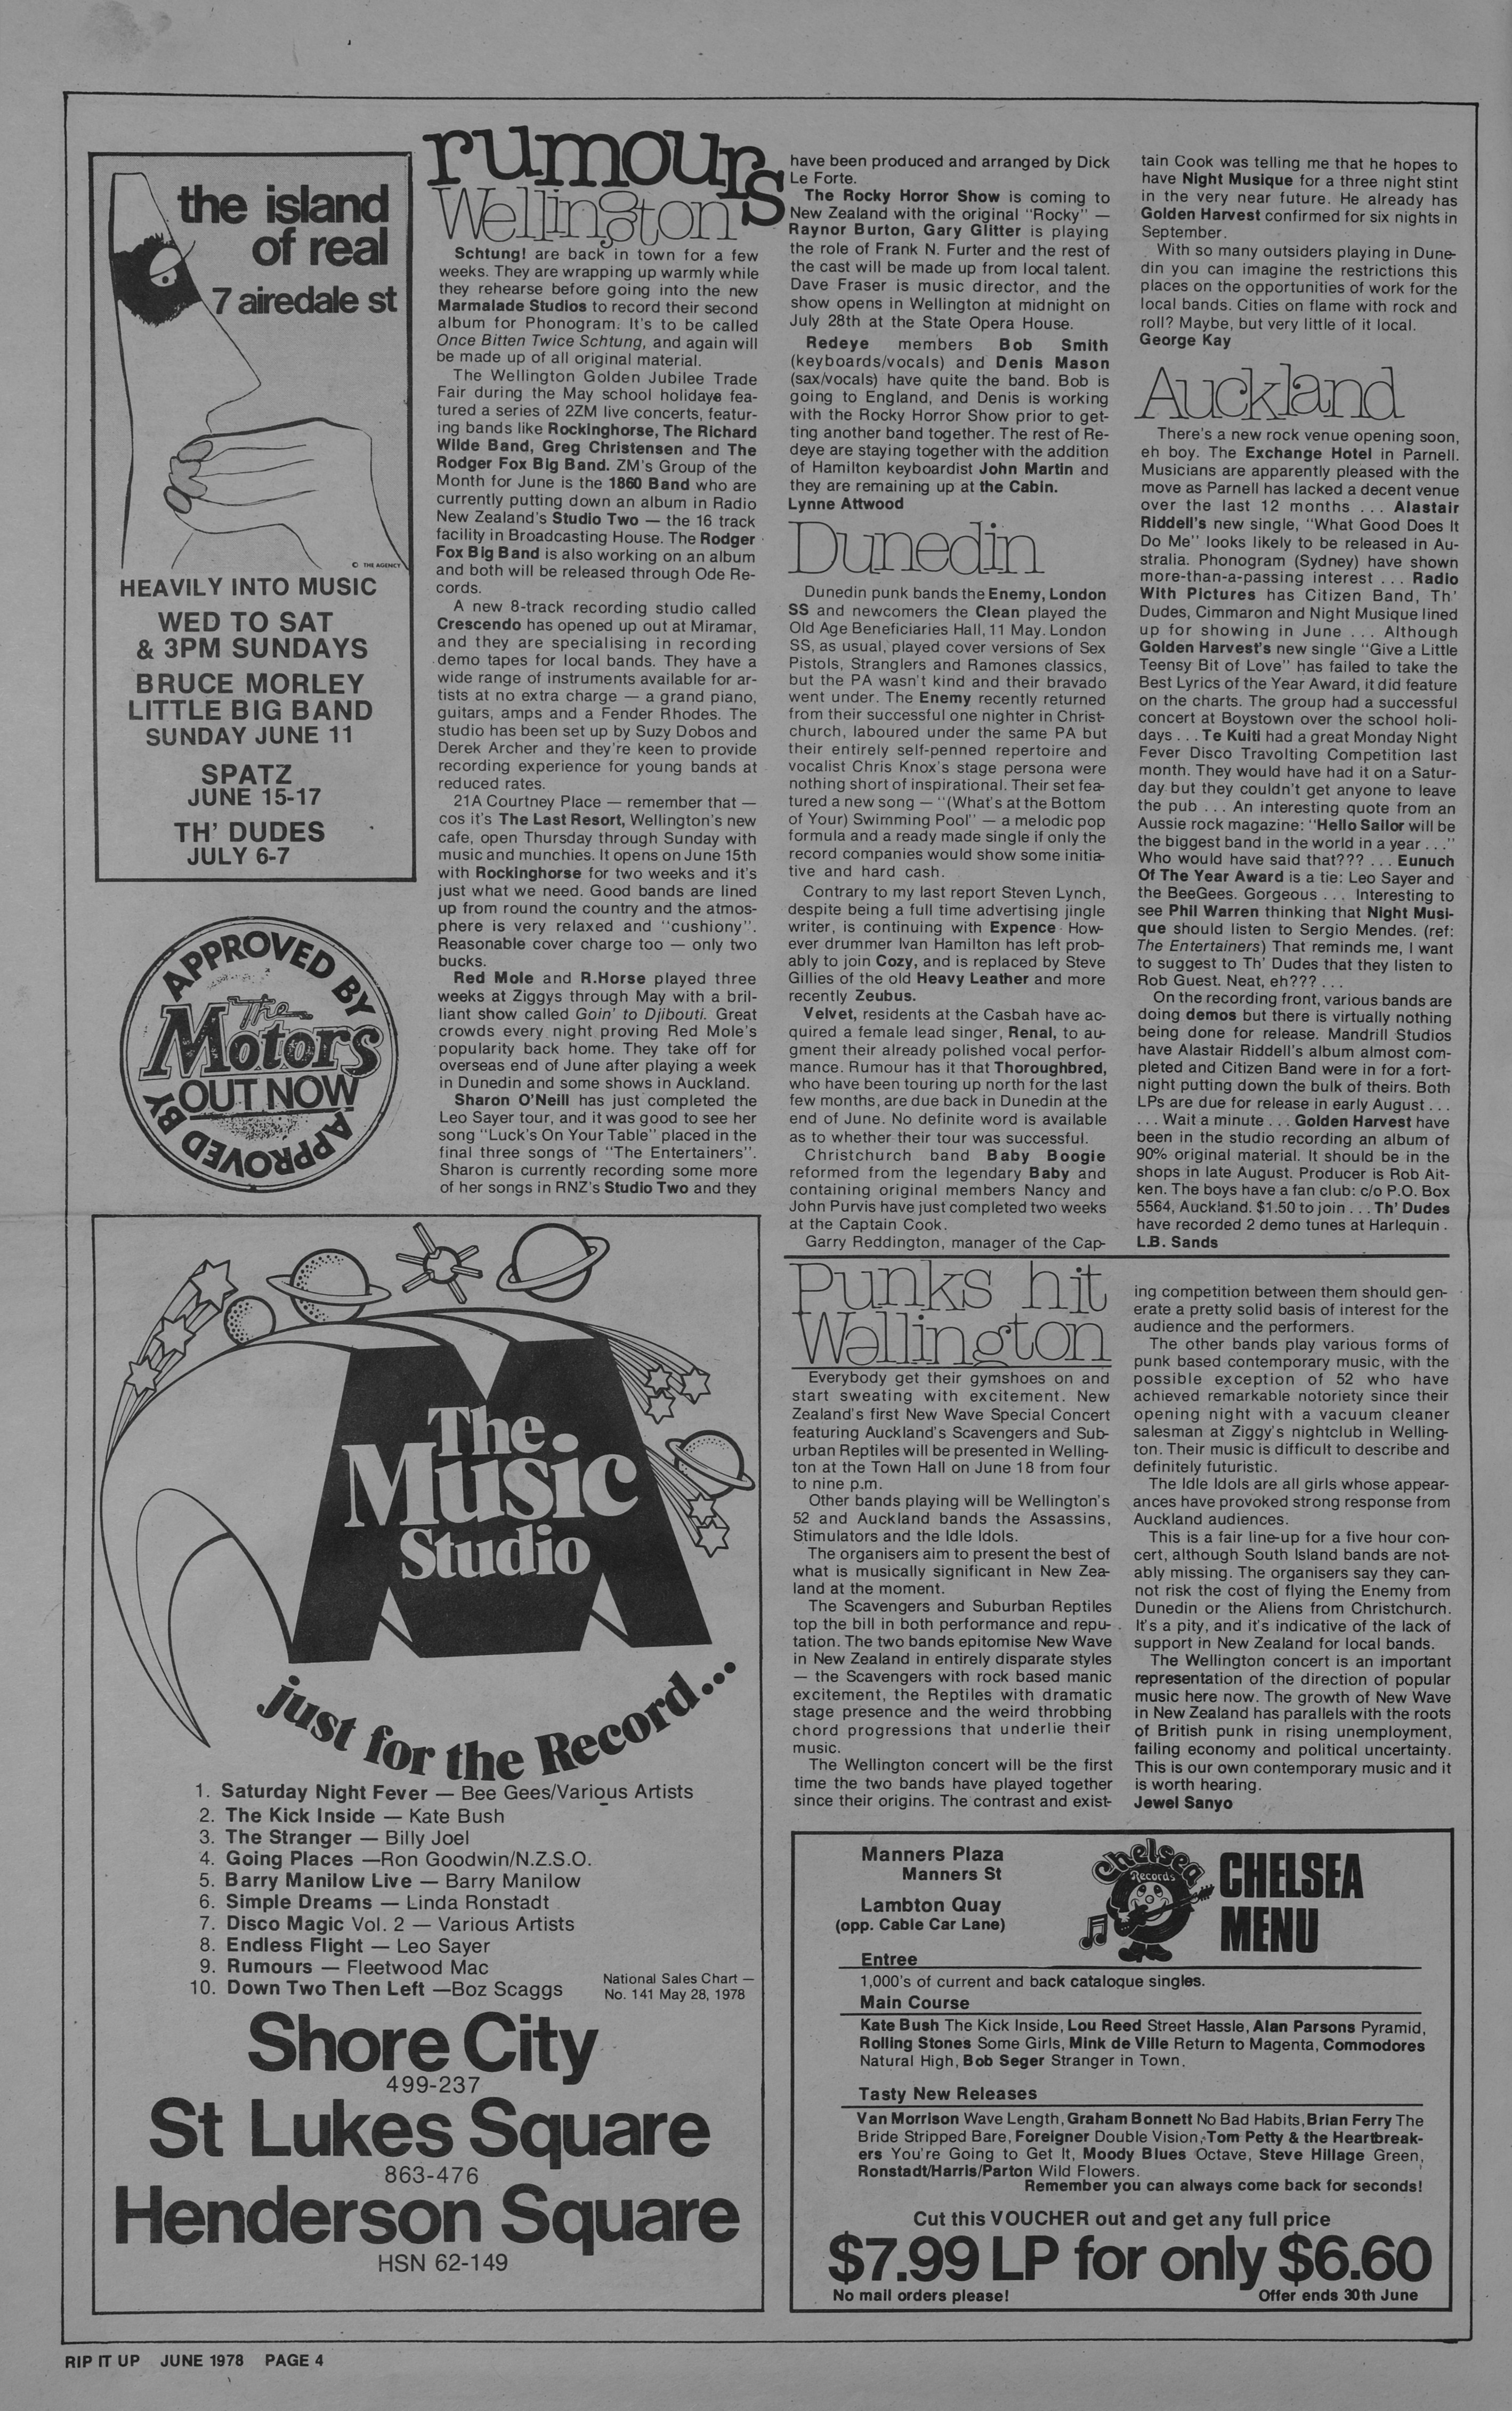 the island
of real
7 airedale st
© THE AGENCY
HEAVILY INTO MUSIC
WED TO SAT
& 3PM SUNDAYS
BRUCE MORLEY
LITTLE BIG BAND
SUNDAY JUNE 11
SPATZ
JUNE 15-17
TH' DUDES
JULY 6-7
APPROVED BY
The
Motors
OUT NOW
APPROVED BY
rumours
Wellington
Schtung! are back in town for a few
weeks. They are wrapping up warmly while
they rehearse before going into the new
Marmalade Studios to record their second
album for Phonogram. It's to be called
Once Bitten Twice Schtung, and again will
be made up of all original material.
The Wellington Golden Jubilee Trade
Fair during the May school holidays fea-
tured a series of 2ZM live concerts, featur-
ing bands like Rockinghorse, The Richard
Wilde Band, Greg Christensen and The
Rodger Fox Big Band. ZM's Group of the
Month for June is the 1860 Band who are
currently putting down an album in Radio
New Zealand's Studio Two — the 16 track
facility in Broadcasting House. The Rodger
Fox Big Band is also working on an album
and both will be released through Ode Re-
cords.
A new 8-track recording studio called
Crescendo has opened up out at Miramar,
and they are specialising in recording
demo tapes for local bands. They have a
wide range of instruments available for ar-
tists at no extra charge — a grand piano,
guitars, amps and a Fender Rhodes. The
studio has been set up by Suzy Dobos and
Derek Archer and they're keen to provide
recording experience for young bands at
reduced rates.
21A Courtney Place — remember that —
cos it's The Last Resort, Wellington's new
cafe, open Thursday through Sunday with
music and munchies. It opens on June 15th
with Rockinghorse for two weeks and it's
just what we need. Good bands are lined
up from round the country and the atmos-
phere is very relaxed and "cushiony".
Reasonable cover charge too — only two
bucks.
Red Mole and R.Horse played three
weeks at Ziggys through May with a bril-
liant show called Goin' to Djibouti. Great
crowds every night proving Red Mole's
popularity back home. They take off for
overseas end of June after playing a week
in Dunedin and some shows in Auckland.
Sharon O'Neill has just completed the
Leo Sayer tour, and it was good to see her
song "Luck's On Your Table" placed in the
final three songs of "The Entertainers".
Sharon is currently recording some more
of her songs in RNZ's Studio Two and they
have been produced and arranged by Dick
Le Forte.
The Rocky Horror Show is coming to
New Zealand with the original "Rocky" —
Raynor Burton, Gary Glitter is playing
the role of Frank N. Furter and the rest of
the cast will be made up from local talent.
Dave Fraser is music director, and the
show opens in Wellington at midnight on
July 28th at the State Opera House.
Redeye members Bob Smith
(keyboards/vocals) and Denis Mason
(sax/vocals) have quite the band. Bob is
going to England, and Denis is working
with the Rocky Horror Show prior to get-
ting another band together. The rest of Re-
deye are staying together with the addition
of Hamilton keyboardist John Martin and
they are remaining up at the Cabin.
Lynne Attwood
Dunedin
Dunedin punk bands the Enemy, London
SS and newcomers the Clean played the
Old Age Beneficiaries Hall, 11 May. London
SS, as usual, played cover versions of Sex
Pistols, Stranglers and Ramones classics,
but the PA wasn't kind and their bravado
went under. The Enemy recently returned
from their successful one nighter in Christ-
church, laboured under the same PA but
their entirely self-penned repertoire and
vocalist Chris Knox's stage persona were
nothing short of inspirational. Their set fea-
tured a new song — "(What's at the Bottom
of Your) Swimming Pool" — a melodic pop
formula and a ready made single if only the
record companies would show some initia-
tive and hard cash.
Contrary to my last report Steven Lynch,
despite being a full time advertising jingle
writer, is continuing with Expence. How-
ever drummer Ivan Hamilton has left prob-
ably to join Cozy, and is replaced by Steve
Gillies of the old Heavy Leather and more
recently Zeubus.
Velvet, residents at the Casbah have ac-
quired a female lead singer, Renal, to au-
gment their already polished vocal perfor-
mance. Rumour has it that Thoroughbred,
who have been touring up north for the last
few months, are due back in Dunedin at the
end of June. No definite word is available
as to whether their tour was successful.
Christchurch band Baby Boogie
reformed from the legendary Baby and
containing original members Nancy and
John Purvis have just completed two weeks
at the Captain Cook.
Garry Reddington, manager of the Cap-
tain Cook was telling me that he hopes to
have Night Musique for a three night stint
in the very near future. He already has
Golden Harvest confirmed for six nights in
September.
With so many outsiders playing in Dune-
din you can imagine the restrictions this
places on the opportunities of work for the
local bands. Cities on flame with rock and
roll? Maybe, but very little of it local.
George Kay
Auckland
There's a new rock venue opening soon,
eh boy. The Exchange Hotel in Parnell.
Musicians are apparently pleased with the
move as Parnell has lacked a decent venue
over the last 12 months ... Alastair
Riddell's new single, "What Good Does It
Do Me" looks likely to be released in Au-
stralia. Phonogram (Sydney) have shown
more-than-a-passing interest ... Radio
With Pictures has Citizen Band, Th'
Dudes, Cimmaron and Night Musique lined
up for showing in June ... Although
Golden Harvest's new single "Give a Little
Teensy Bit of Love" has failed to take the
Best Lyrics of the Year Award, it did feature
on the charts. The group had a successful
concert at Boystown over the school holi-
days ... Te Kuiti had a great Monday Night
Fever Disco Travolting Competition last
month. They would have had it on a Satur-
day but they couldn't get anyone to leave
the pub ... An interesting quote from an
Aussie rock magazine: "Hello Sailor will be
the biggest band in the world in a year ..."
Who would have said that??? ... Eunuch
Of The Year Award is a tie: Leo Sayer and
the BeeGees. Gorgeous ... Interesting to
see Phil Warren thinking that Night Musi-
que should listen to Sergio Mendes. (ref:
The Entertainers) That reminds me, I want
to suggest to Th' Dudes that they listen to
Rob Guest. Neat, eh??? ...
On the recording front, various bands are
doing demos but there is virtually nothing
being done for release. Mandrill Studios
have Alastair Riddell's album almost com-
pleted and Citizen Band were in for a fort-
night putting down the bulk of theirs. Both
LPs are due for release in early August ...
... Wait a minute ... Golden Harvest have
been in the studio recording an album of
90% original material. It should be in the
shops in late August. Producer is Rob Ait-
ken. The boys have a fan club: c/o P.O. Box
5564, Auckland. $1.50 to join ... Th' Dudes
have recorded 2 demo tunes at Harlequin.
L.B. Sands
Punks hit
Wellington
Everybody get their gymshoes on and
start sweating with excitement. New
Zealand's first New Wave Special Concert
featuring Auckland's Scavengers and Sub-
urban Reptiles will be presented in Welling-
ton at the Town Hall on June 18 from four
to nine p.m.
Other bands playing will be Wellington's
52 and Auckland bands the Assassins,
Stimulators and the Idle Idols.
The organisers aim to present the best of
what is musically significant in New Zea-
land at the moment.
The Scavengers and Suburban Reptiles
top the bill in both performance and repu-
tation. The two bands epitomise New Wave
in New Zealand in entirely disparate styles
— the Scavengers with rock based manic
excitement, the Reptiles with dramatic
stage presence and the weird throbbing
chord progressions that underlie their
music.
The Wellington concert will be the first
time the two bands have played together
since their origins. The contrast and exist-
ing competition between them should gen-
erate a pretty solid basis of interest for the
audience and the performers.
The other bands play various forms of
punk based contemporary music, with the
possible exception of 52 who have
achieved remarkable notoriety since their
opening night with a vacuum cleaner
salesman at Ziggy's nightclub in Welling-
ton. Their music is difficult to describe and
definitely futuristic.
The Idle Idols are all girls whose appear-
ances have provoked strong response from
Auckland audiences.
This is a fair line-up for a five hour con-
cert, although South Island bands are not-
ably missing. The organisers say they can-
not risk the cost of flying the Enemy from
Dunedin or the Aliens from Christchurch.
It's a pity, and it's indicative of the lack of
support in New Zealand for local bands.
The Wellington concert is an important
representation of the direction of popular
music here now. The growth of New Wave
in New Zealand has parallels with the roots
of British punk in rising unemployment,
failing economy and political uncertainty.
This is our own contemporary music and it
is worth hearing.
Jewel Sanyo
The
Music
Studio
just for the Record...
1. Saturday Night Fever — Bee Gees/Various Artists
2. The Kick Inside — Kate Bush
3. The Stranger — Billy Joel
4. Going Places —Ron Goodwin/N.Z.S.O.
5. Barry Manilow Live — Barry Manilow
6. Simple Dreams — Linda Ronstadt
7. Disco Magic Vol. 2 — Various Artists
8. Endless Flight — Leo Sayer
9. Rumours — Fleetwood Mac
10. Down Two Then Left —Boz Scaggs
National Sales Chart —
No. 141 May 28, 1978
Shore City
499-237
St Lukes Square
863-476
Henderson Square
HSN 62-149
Manners Plaza
Manners St
Lambton Quay
(opp. Cable Car Lane)
Chelsea
Records
CHELSEA
MENU
Entree
1,000's of current and back catalogue singles.
Main Course
Kate Bush The Kick Inside, Lou Reed Street Hassle, Alan Parsons Pyramid,
Rolling Stones Some Girls, Mink de Ville Return to Magenta, Commodores
Natural High, Bob Seger Stranger in Town.
Tasty New Releases
Van Morrison Wave Length, Graham Bonnett No Bad Habits, Brian Ferry The
Bride Stripped Bare, Foreigner Double Vision, Tom Petty & the Heartbreak-
ers You're Going to Get It, Moody Blues Octave, Steve Hillage Green,
Ronstadt/Harris/Parton Wild Flowers.
Remember you can always come back for seconds!
Cut this VOUCHER out and get any full price
$7.99 LP for only $6.60
No mail orders please!
Offer ends 30th June
RIP IT UP JUNE 1978 PAGE 4